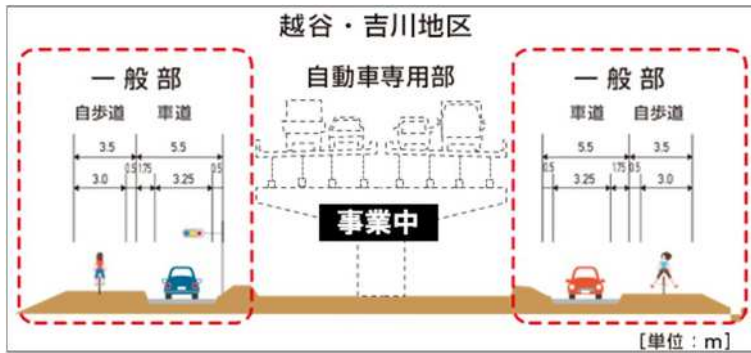 越谷・吉川地区
一般部
自歩道 車道
3.5 5.5
0.5 1.75 0.5
3.0 3.25
自動車専用部
事業中
一般部
車道 自歩道
5.5 3.5
0.5 1.75 0.5
3.25 3.0
[単位：m]